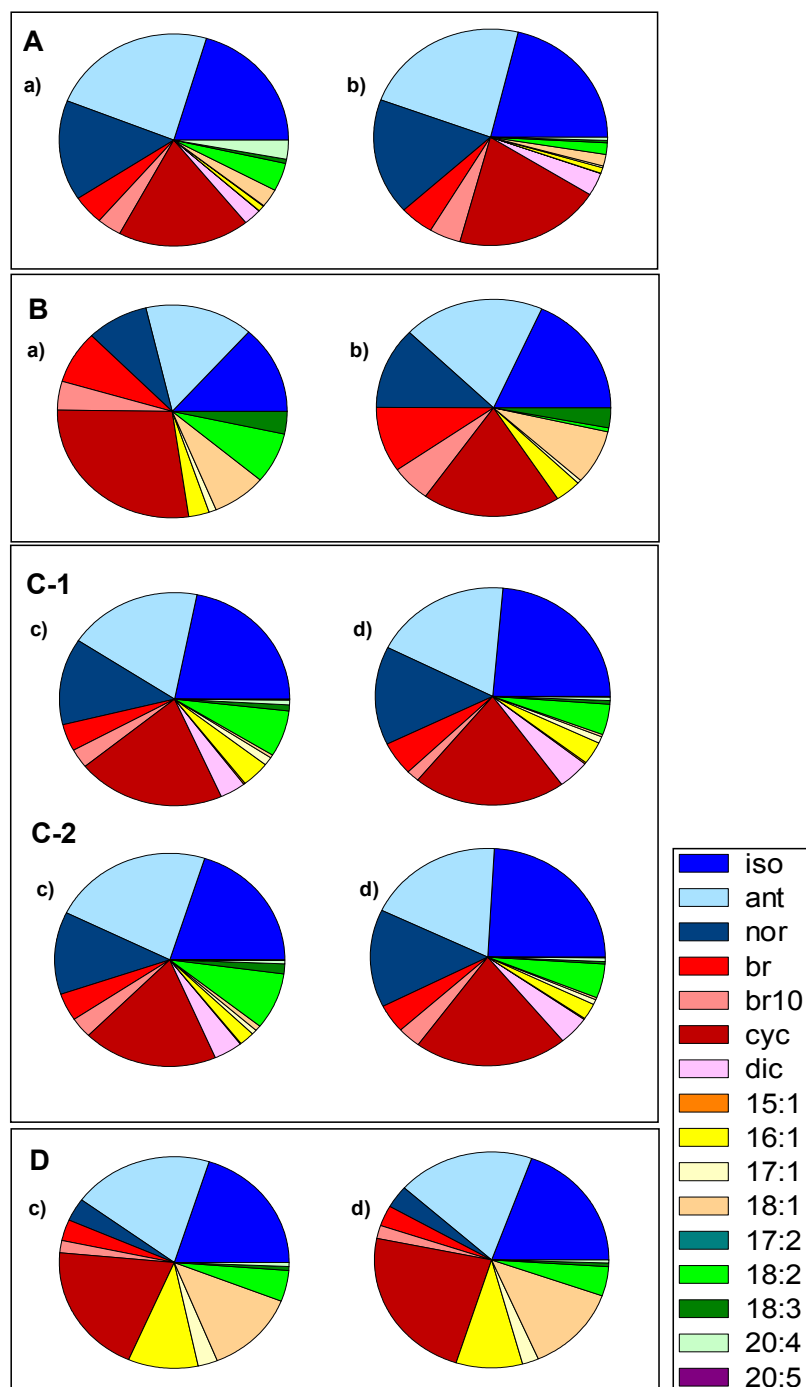 A
a)
b)
B
a)
b)
C-1
c)
d)
C-2
c)
d)
D
c)
d)
iso
ant
nor
br
br10
cyc
dic
15:1
16:1
17:1
18:1
17:2
18:2
18:3
20:4
20:5